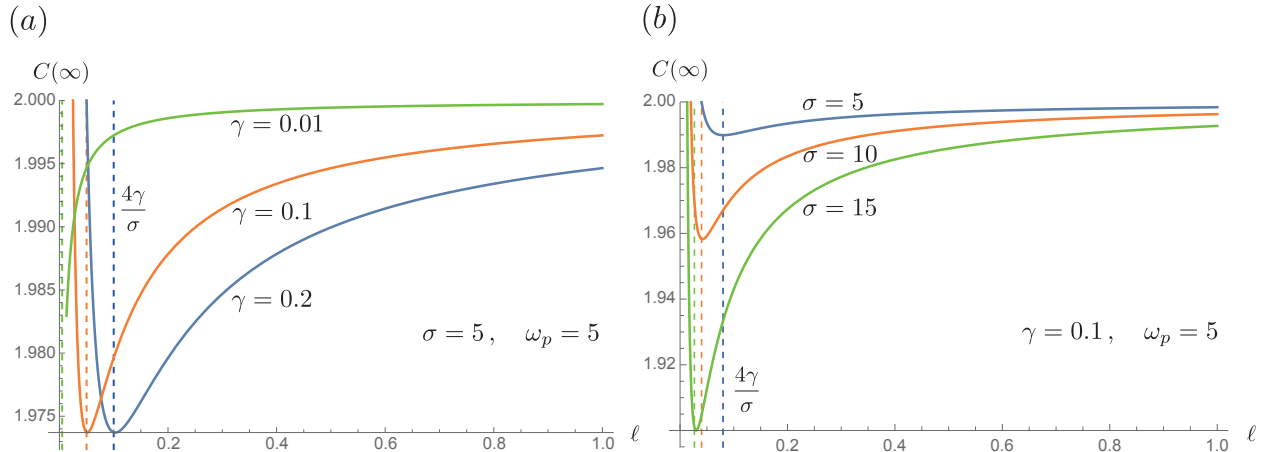 (a)
C(∞)
2.000
1.995
1.990
1.985
1.980
1.975
γ = 0.01
4γ/σ
γ = 0.1
γ = 0.2
σ = 5 , ω_p = 5
0.2 0.4 0.6 0.8 1.0 ℓ
(b)
C(∞)
2.00
1.98
1.96
1.94
1.92
σ = 5
σ = 10
σ = 15
γ = 0.1 , ω_p = 5
4γ/σ
0.2 0.4 0.6 0.8 1.0 ℓ